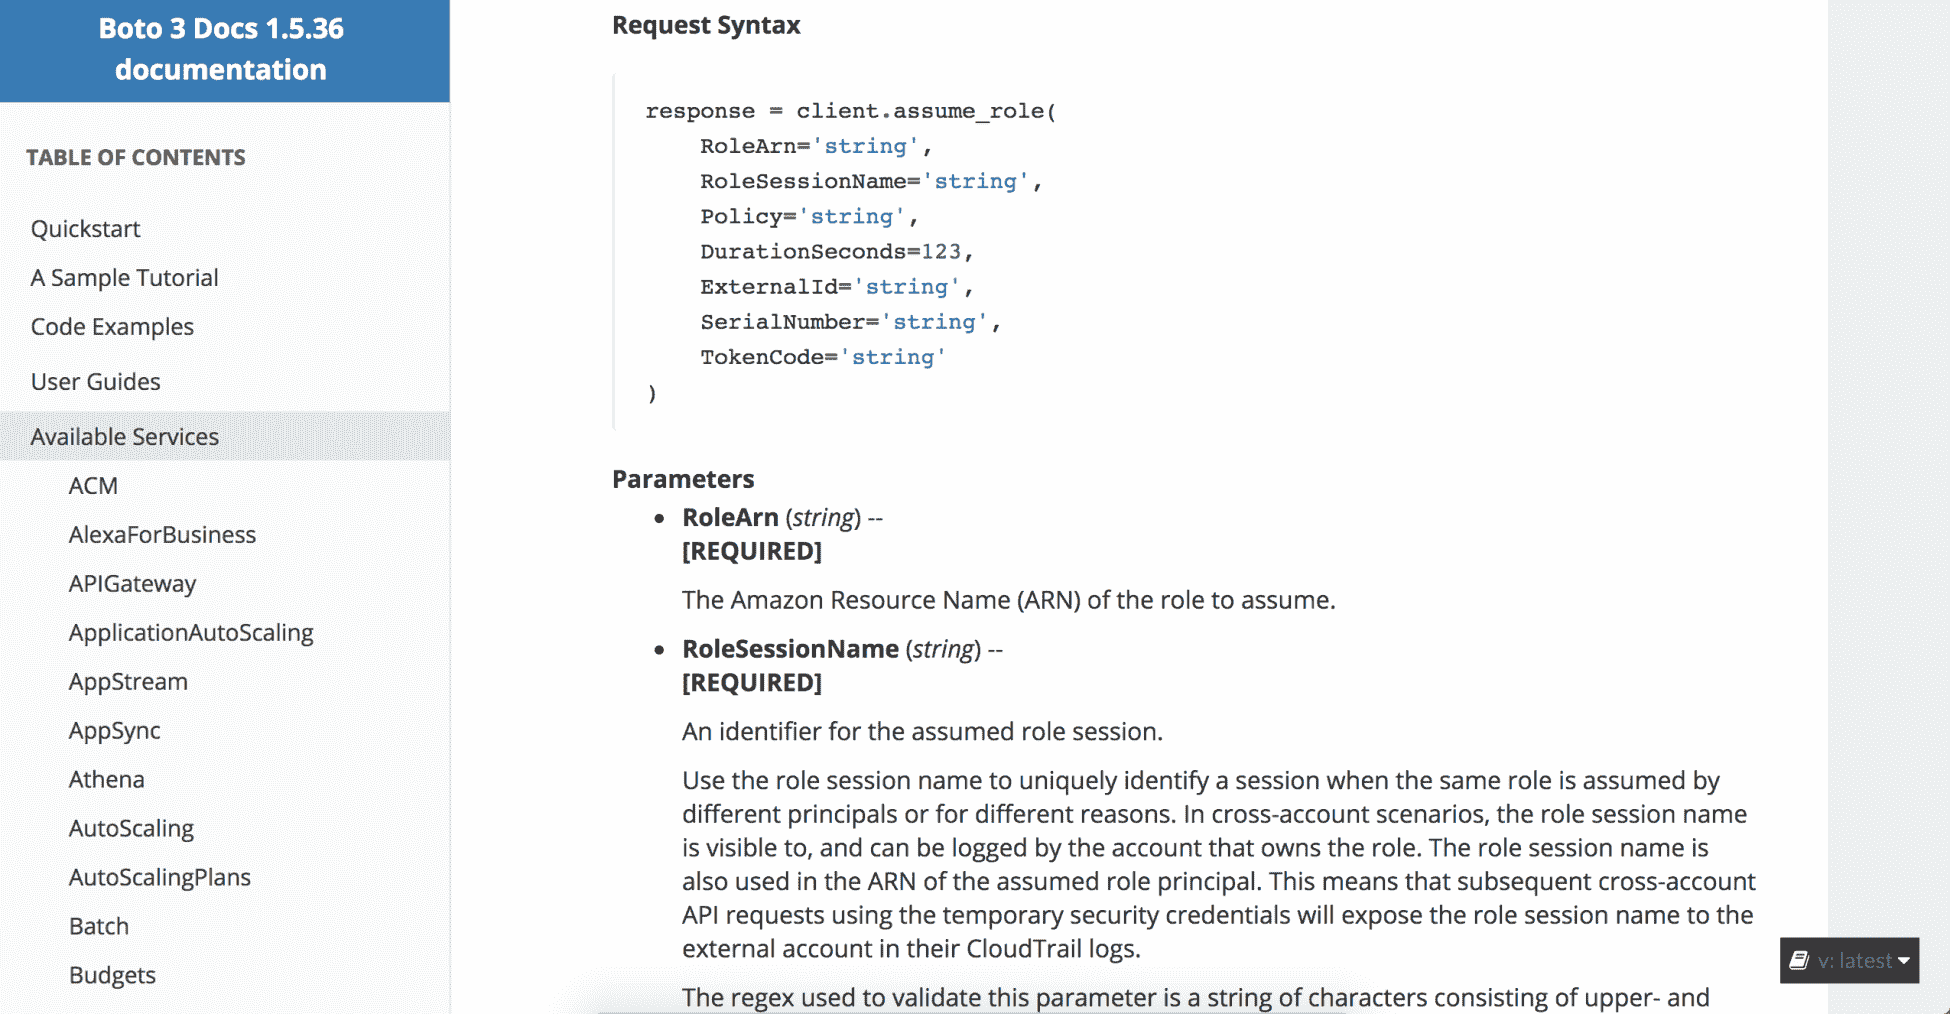 Boto 3 Docs 1.5.36
documentation
TABLE OF CONTENTS
Quickstart
A Sample Tutorial
Code Examples
User Guides
Available Services
ACM
AlexaForBusiness
APIGateway
ApplicationAutoScaling
AppStream
AppSync
Athena
AutoScaling
AutoScalingPlans
Batch
Budgets
Request Syntax
response = client.assume_role(
    RoleArn='string',
    RoleSessionName='string',
    Policy='string',
    DurationSeconds=123,
    ExternalId='string',
    SerialNumber='string',
    TokenCode='string'
)
Parameters
• RoleArn (string) --
[REQUIRED]
The Amazon Resource Name (ARN) of the role to assume.
• RoleSessionName (string) --
[REQUIRED]
An identifier for the assumed role session.
Use the role session name to uniquely identify a session when the same role is assumed by
different principals or for different reasons. In cross-account scenarios, the role session name
is visible to, and can be logged by the account that owns the role. The role session name is
also used in the ARN of the assumed role principal. This means that subsequent cross-account
API requests using the temporary security credentials will expose the role session name to the
external account in their CloudTrail logs.
The regex used to validate this parameter is a string of characters consisting of upper- and
v: latest